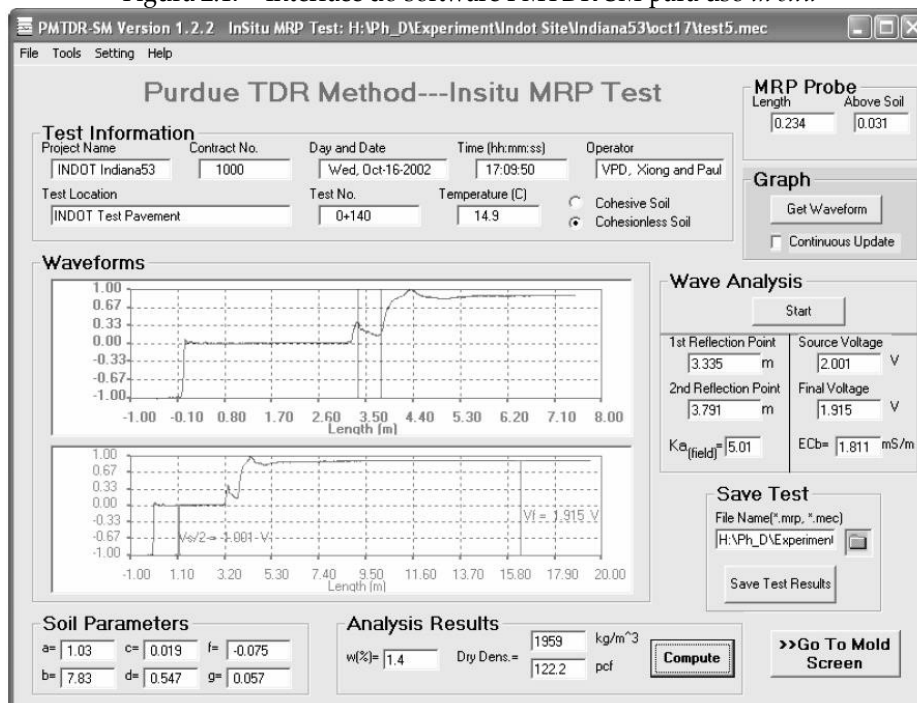 Figura 2.1. – Interface do software PMTDR SM para uso in situ.
PMTDR-SM Version 1.2.2 InSitu MRP Test: H:\Ph_D\Experiment\Indot Site\Indiana53\oct17\test5.mec
File Tools Setting Help
Purdue TDR Method---Insitu MRP Test
MRP Probe
Length Above Soil
0.234 0.031
Test Information
Project Name Contract No. Day and Date Time (hh:mm:ss) Operator
INDOT Indiana53 1000 Wed, Oct-16-2002 17:09:50 VPD, Xiong and Paul
Test Location Test No. Temperature (C)
INDOT Test Pavement 0+140 14.9
Cohesive Soil
Cohesionless Soil
Graph
Get Waveform
Continuous Update
Waveforms
1.00
0.67
0.33
0.00
-0.33
-0.67
-1.00
-1.00 -0.10 0.80 1.70 2.60 3.50 4.40 5.30 6.20 7.10 8.00
Length (m)
1.00
0.67
0.33
0.00
-0.33
-0.67
-1.00
Vs/2 = 1.001 V
Vf = 1.915 V
-1.00 1.10 3.20 5.30 7.40 9.50 11.60 13.70 15.80 17.90 20.00
Length (m)
Wave Analysis
Start
1st Reflection Point Source Voltage
3.335 m 2.001 V
2nd Reflection Point Final Voltage
3.791 m 1.915 V
Ka(field)= 5.01 ECb= 1.811 mS/m
Save Test
File Name(*.mrp, *.mec)
H:\Ph_D\Experiment
Save Test Results
Soil Parameters
a= 1.03 c= 0.019 f= -0.075
b= 7.83 d= 0.547 g= 0.057
Analysis Results
w(%)= 1.4 Dry Dens.= 1959 kg/m^3
122.2 pcf
Compute
>>Go To Mold
Screen